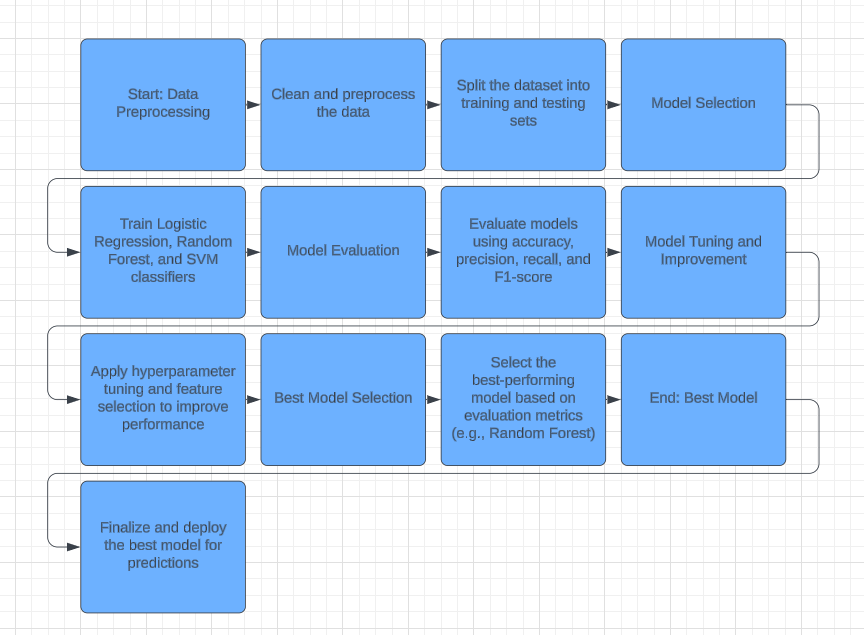 Start: Data
Preprocessing
Clean and preprocess
the data
Split the dataset into
training and testing
sets
Model Selection
Train Logistic
Regression, Random
Forest, and SVM
classifiers
Model Evaluation
Evaluate models
using accuracy,
precision, recall, and
F1-score
Model Tuning and
Improvement
Apply hyperparameter
tuning and feature
selection to improve
performance
Best Model Selection
Select the
best-performing
model based on
evaluation metrics
(e.g., Random Forest)
End: Best Model
Finalize and deploy
the best model for
predictions